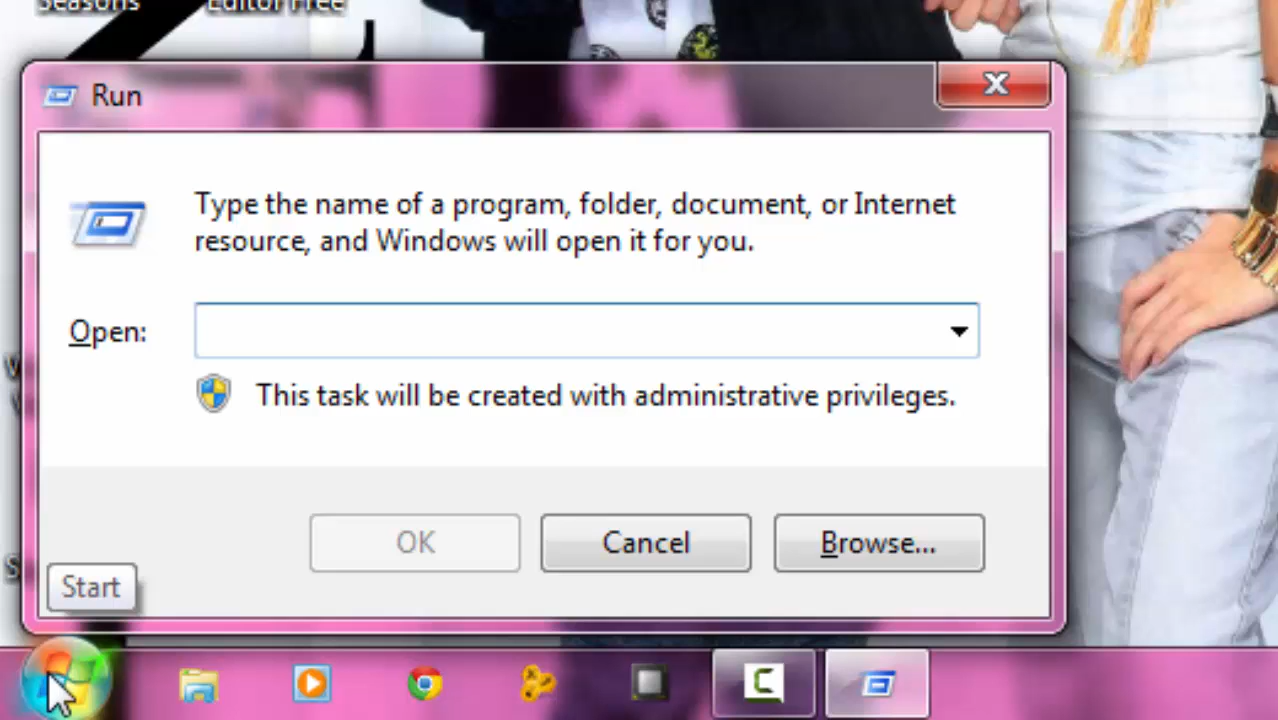 Seasons
Editor Free
Run
Type the name of a program, folder, document, or Internet
resource, and Windows will open it for you.
Open:
This task will be created with administrative privileges.
OK
Cancel
Browse...
Start